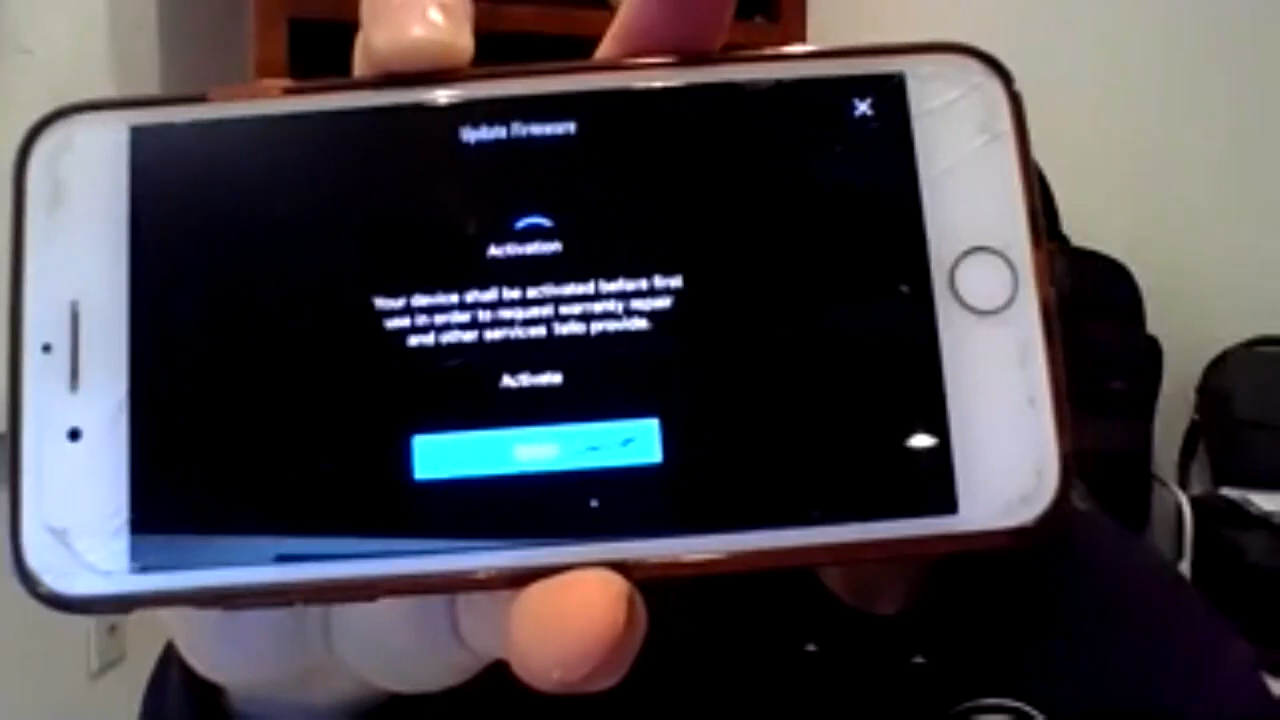 Update Firmware
Activation
Your device shall be activated before first
use in order to request warranty repair
and other services Tello provide.
Activate